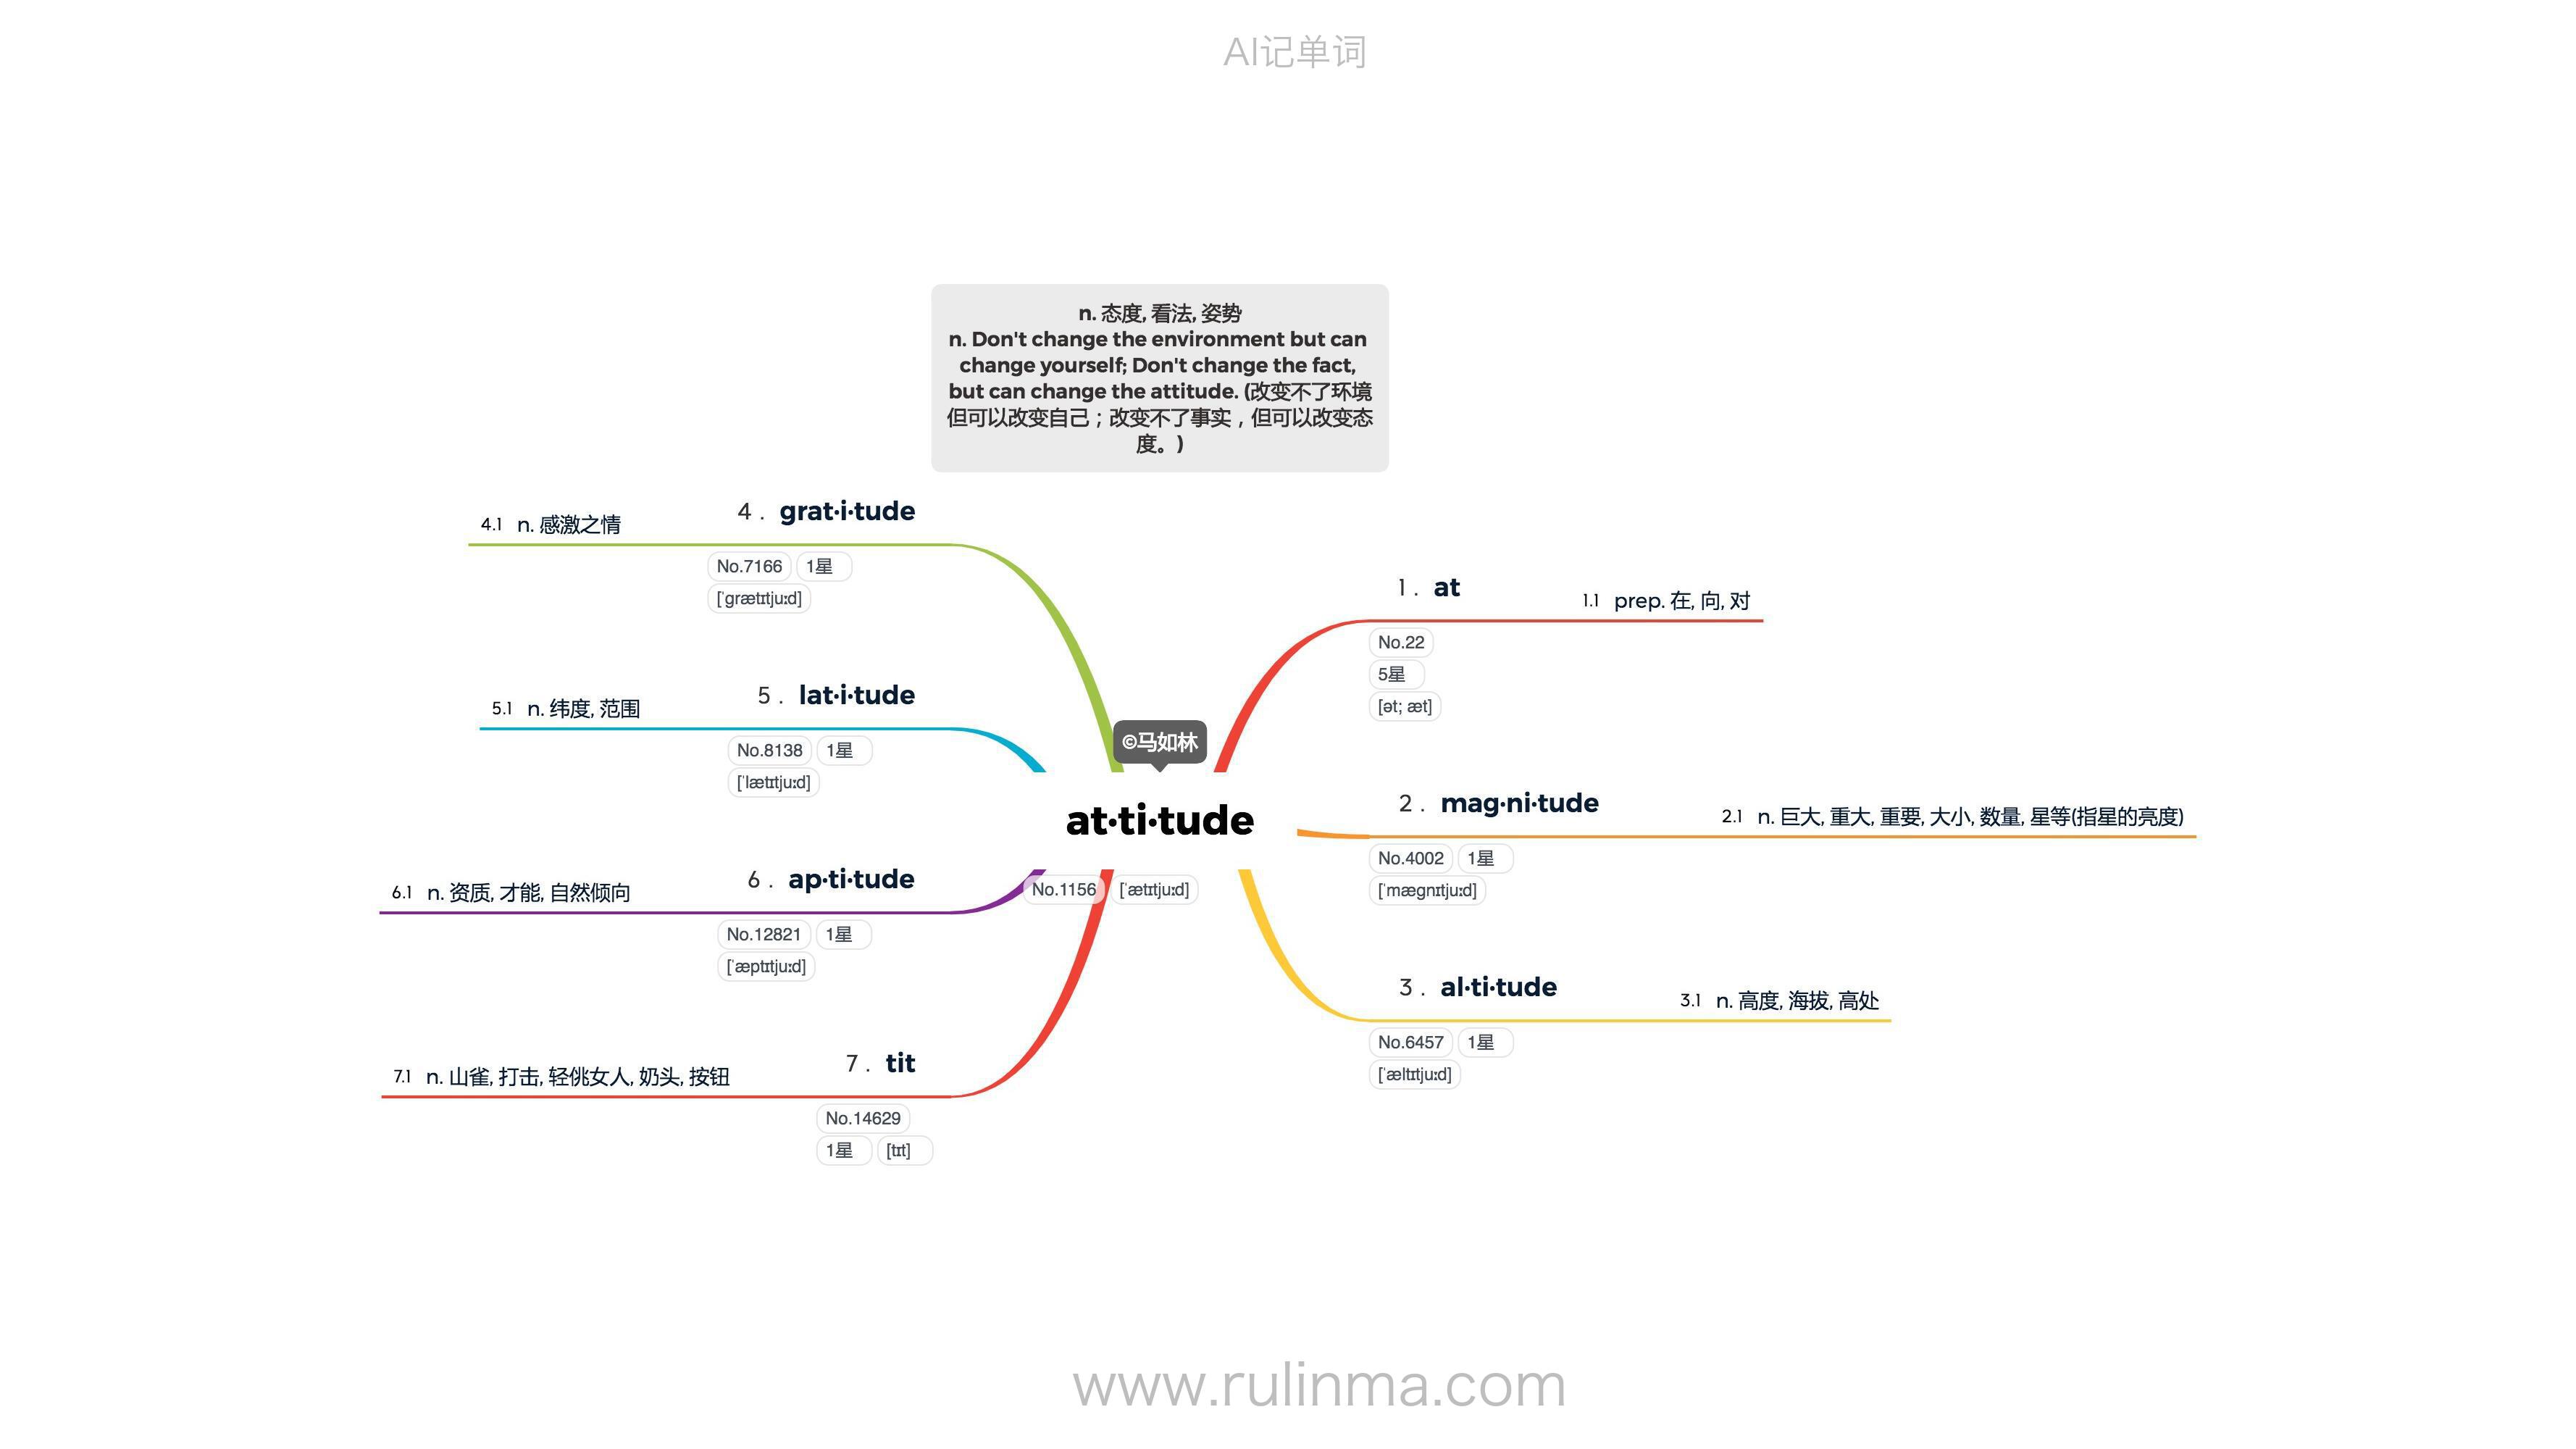 AI记单词
n. 态度, 看法, 姿势
n. Don't change the environment but can
change yourself; Don't change the fact,
but can change the attitude. (改变不了环境
但可以改变自己；改变不了事实，但可以改变态
度。)
©马如林
at·ti·tude
No.1156 [ˈætɪtjuːd]
1. at
1.1 prep. 在, 向, 对
No.22
5星
[ət; æt]
2. mag·ni·tude
2.1 n. 巨大, 重大, 重要, 大小, 数量, 星等(指星的亮度)
No.4002 1星
[ˈmægnɪtjuːd]
3. al·ti·tude
3.1 n. 高度, 海拔, 高处
No.6457 1星
[ˈæltɪtjuːd]
4. grat·i·tude
4.1 n. 感激之情
No.7166 1星
[ˈgrætɪtjuːd]
5. lat·i·tude
5.1 n. 纬度, 范围
No.8138 1星
[ˈlætɪtjuːd]
6. ap·ti·tude
6.1 n. 资质, 才能, 自然倾向
No.12821 1星
[ˈæptɪtjuːd]
7. tit
7.1 n. 山雀, 打击, 轻佻女人, 奶头, 按钮
No.14629
1星 [tɪt]
www.rulinma.com